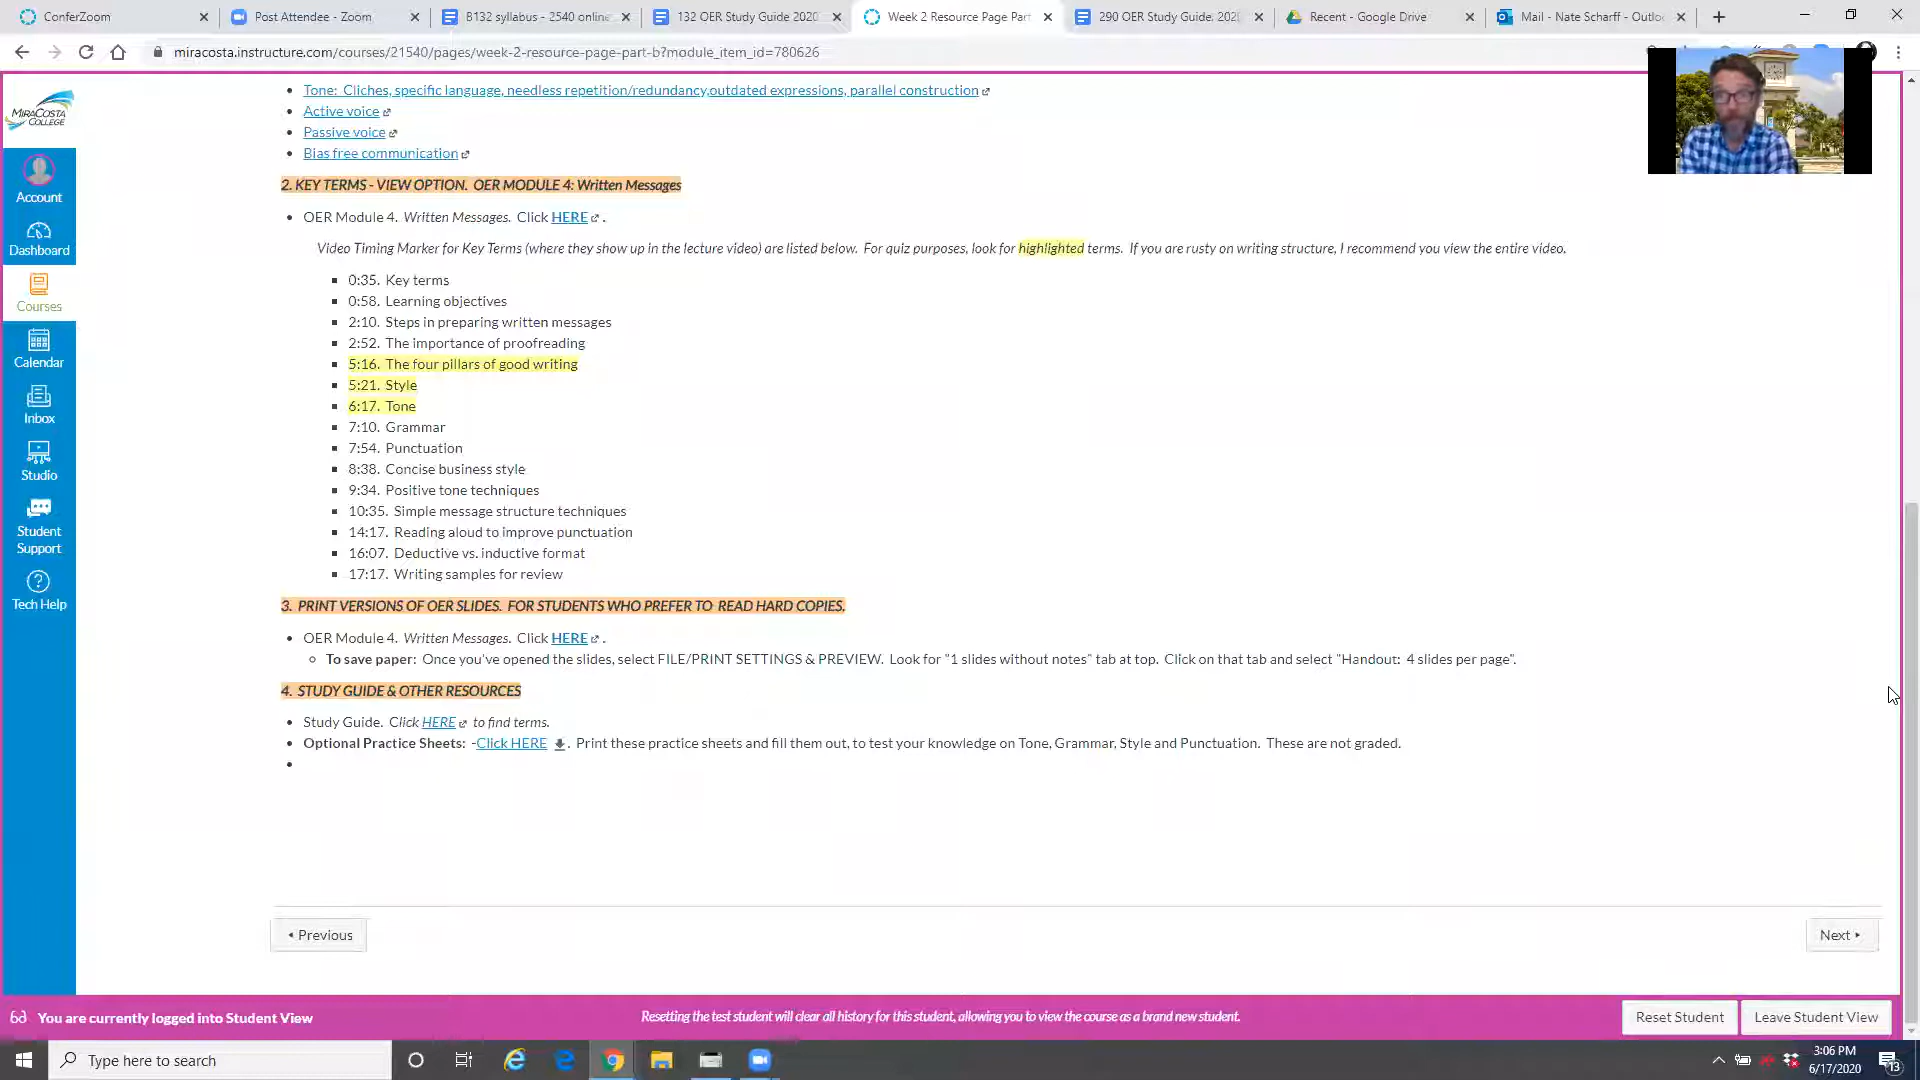 ConferZoom
Post Attendee - Zoom
B132 syllabus - 2540 online
132 OER Study Guide 2020
Week 2 Resource Page Part
290 OER Study Guide. 2020
Recent - Google Drive
Mail - Nate Scharff - Outloo
miracosta.instructure.com/courses/21540/pages/week-2-resource-page-part-b?module_item_id=780626
MIRACOSTA
COLLEGE
Account
Dashboard
Courses
Calendar
Inbox
Studio
Student
Support
Tech Help
Tone: Cliches, specific language, needless repetition/redundancy,outdated expressions, parallel construction
Active voice
Passive voice
Bias free communication
2. KEY TERMS - VIEW OPTION. OER MODULE 4: Written Messages
OER Module 4. Written Messages. Click HERE .
Video Timing Marker for Key Terms (where they show up in the lecture video) are listed below. For quiz purposes, look for highlighted terms. If you are rusty on writing structure, I recommend you view the entire video.
0:35. Key terms
0:58. Learning objectives
2:10. Steps in preparing written messages
2:52. The importance of proofreading
5:16. The four pillars of good writing
5:21. Style
6:17. Tone
7:10. Grammar
7:54. Punctuation
8:38. Concise business style
9:34. Positive tone techniques
10:35. Simple message structure techniques
14:17. Reading aloud to improve punctuation
16:07. Deductive vs. inductive format
17:17. Writing samples for review
3. PRINT VERSIONS OF OER SLIDES. FOR STUDENTS WHO PREFER TO READ HARD COPIES.
OER Module 4. Written Messages. Click HERE .
To save paper: Once you've opened the slides, select FILE/PRINT SETTINGS & PREVIEW. Look for "1 slides without notes" tab at top. Click on that tab and select "Handout: 4 slides per page".
4. STUDY GUIDE & OTHER RESOURCES
Study Guide. Click HERE to find terms.
Optional Practice Sheets: -Click HERE . Print these practice sheets and fill them out, to test your knowledge on Tone, Grammar, Style and Punctuation. These are not graded.
Previous
Next
You are currently logged into Student View
Resetting the test student will clear all history for this student, allowing you to view the course as a brand new student.
Reset Student
Leave Student View
Type here to search
3:06 PM
6/17/2020
13